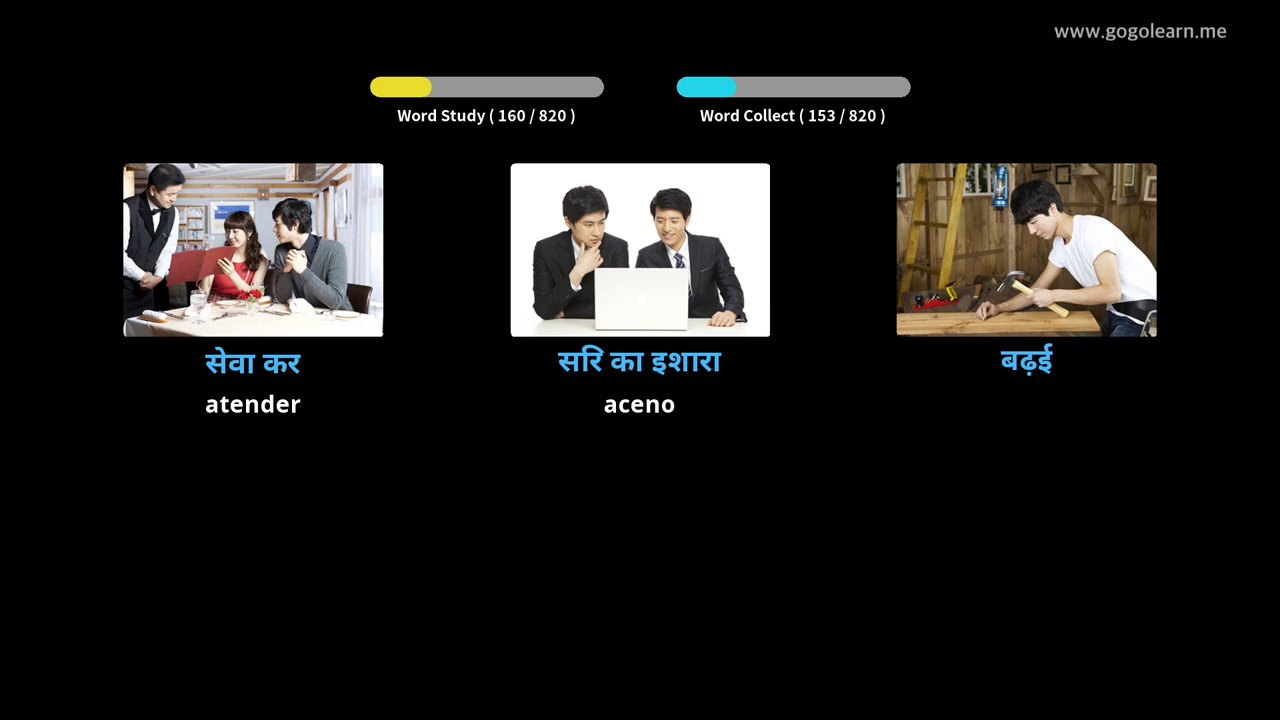 www.gogolearn.me
Word Study ( 160 / 820 )
Word Collect ( 153 / 820 )
सेवा कर
सरि का इशारा
बढ़ई
atender
aceno